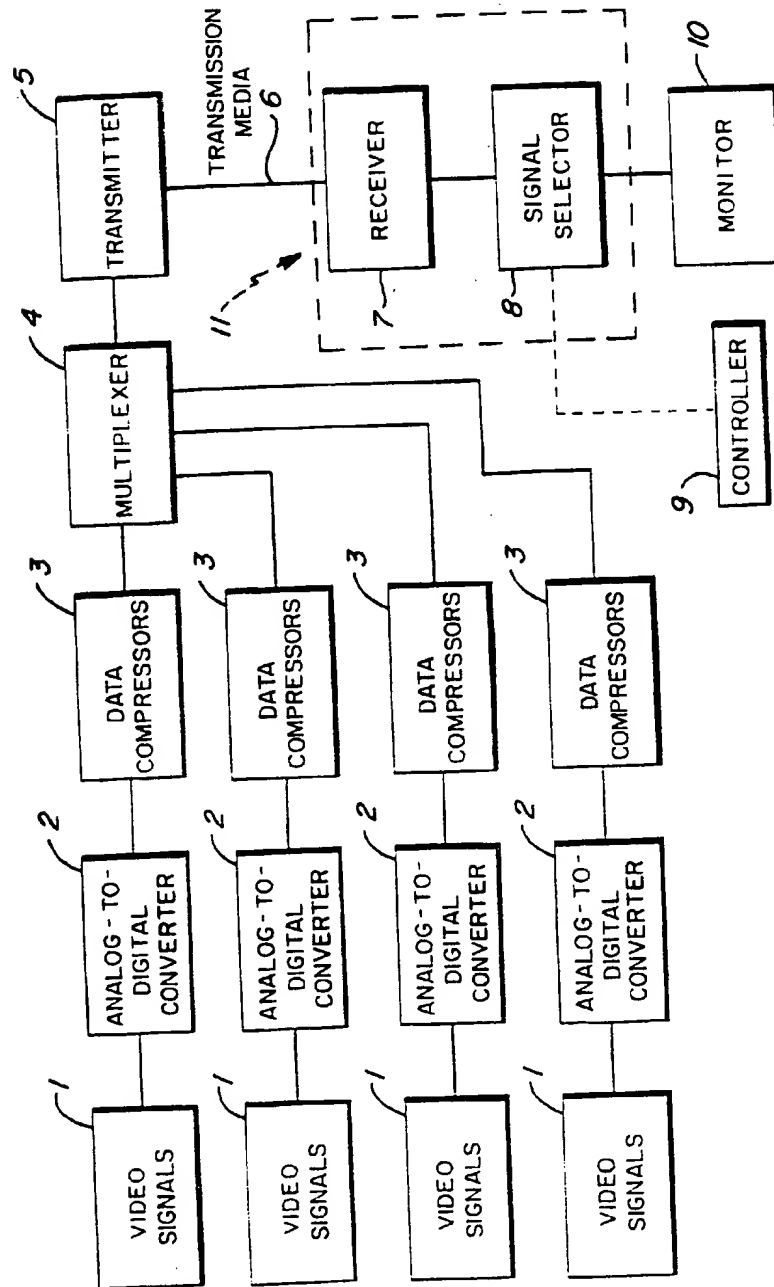 1
VIDEO
SIGNALS
2
ANALOG-TO-
DIGITAL
CONVERTER
3
DATA
COMPRESSORS
1
VIDEO
SIGNALS
2
ANALOG-TO-
DIGITAL
CONVERTER
3
DATA
COMPRESSORS
1
VIDEO
SIGNALS
2
ANALOG-TO-
DIGITAL
CONVERTER
3
DATA
COMPRESSORS
1
VIDEO
SIGNALS
2
ANALOG-TO-
DIGITAL
CONVERTER
3
DATA
COMPRESSORS
4
MULTIPLEXER
5
TRANSMITTER
TRANSMISSION
MEDIA
6
11
RECEIVER
7
SIGNAL
SELECTOR
8
9
CONTROLLER
10
MONITOR